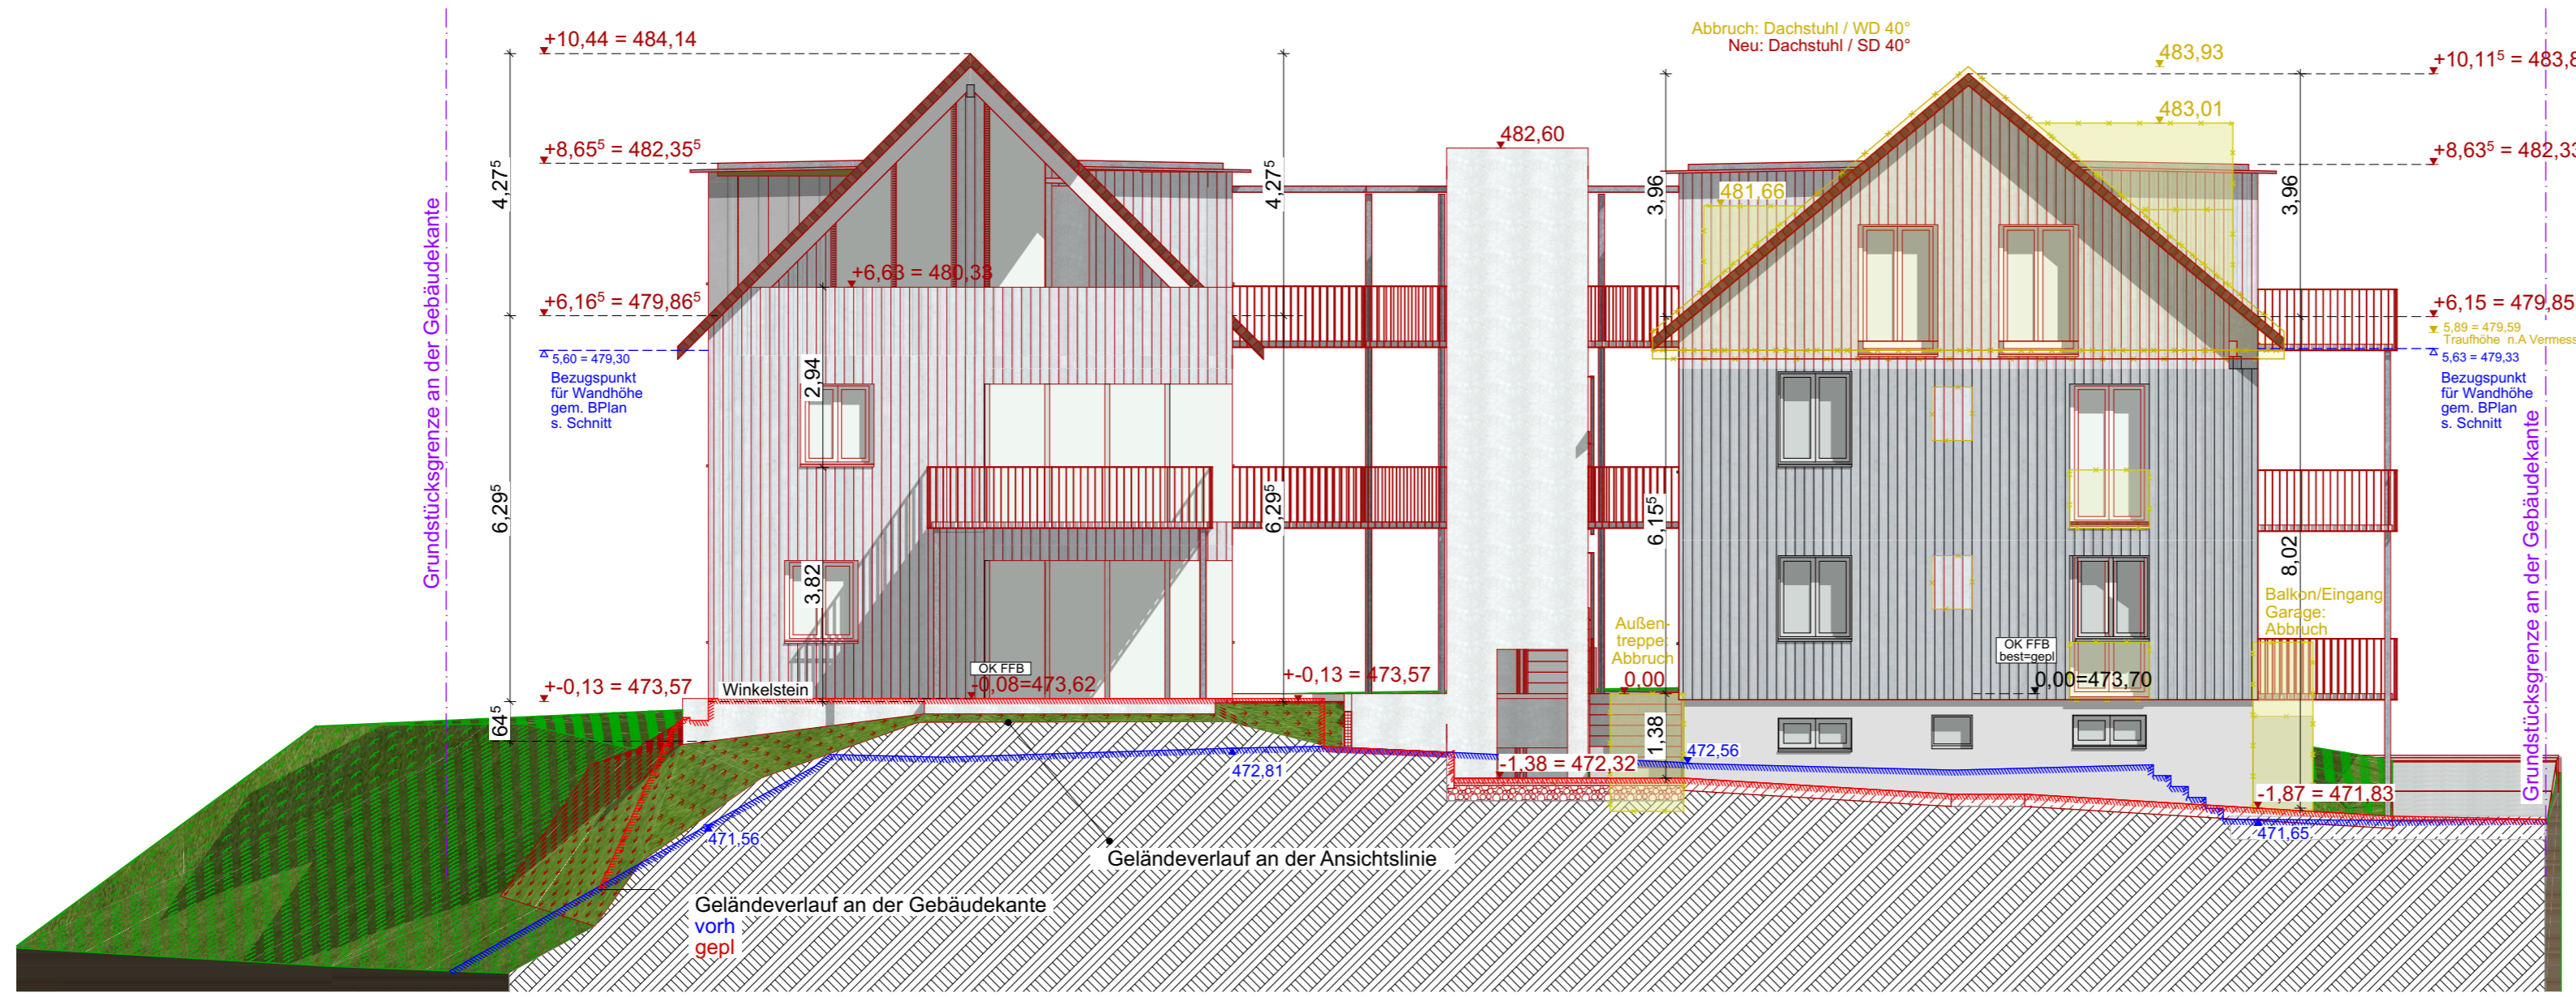 Abbruch: Dachstuhl / WD 40°
Neu: Dachstuhl / SD 40°
+10,44 = 484,14
483,93
+10,11⁵ = 483,8
483,01
482,60
+8,65⁵ = 482,35⁵
+8,63⁵ = 482,33
4,27⁵
4,27⁵
3,96
3,96
481,66
+6,63 = 480,33
+6,16⁵ = 479,86⁵
+6,15 = 479,85
5,89 = 479,59
Traufhöhe n.A Vermess
5,60 = 479,30
Bezugspunkt
für Wandhöhe
gem. BPlan
s. Schnitt
5,63 = 479,33
Bezugspunkt
für Wandhöhe
gem. BPlan
s. Schnitt
Grundstücksgrenze an der Gebäudekante
Grundstücksgrenze an der Gebäudekante
2,94
3,82
6,29⁵
6,29⁵
6,15⁵
8,02
Balkon/Eingang
Garage:
Abbruch
Außen-
treppe:
Abbruch
OK FFB
OK FFB
best=gepl
+-0,13 = 473,57
Winkelstein
-0,08=473,62
+-0,13 = 473,57
0,00
0,00=473,70
64⁵
1,38
472,81
-1,38 = 472,32
472,56
-1,87 = 471,83
471,56
471,65
Geländeverlauf an der Ansichtslinie
Geländeverlauf an der Gebäudekante
vorh
gepl